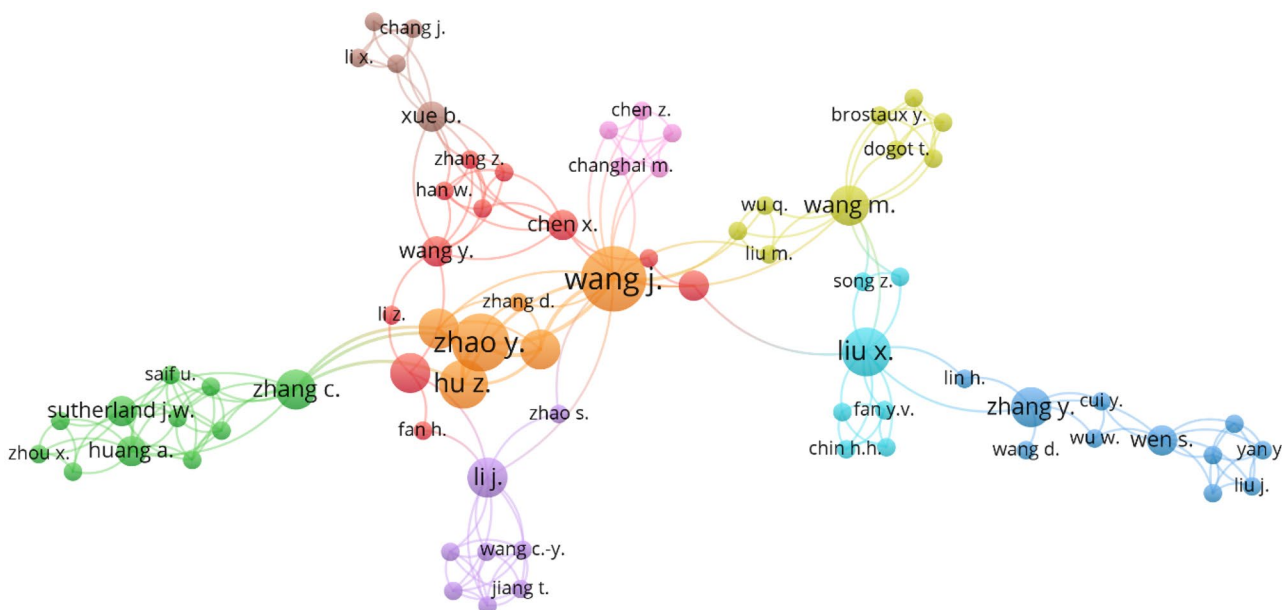 chang j.
li x.
xue b.
zhang z.
han w.
chen x.
wang y.
li z.
chen z.
changhai m.
wang j.
zhang d.
zhao y.
hu z.
fan h.
zhao s.
li j.
wang c.-y.
jiang t.
brostaux y.
dogot t.
wang m.
wu q.
liu m.
song z.
liu x.
fan y.v.
chin h.h.
lin h.
zhang y.
cui y.
wu w.
wang d.
wen s.
yan y
liu j.
saif u.
zhang c.
sutherland j.w.
huang a.
zhou x.